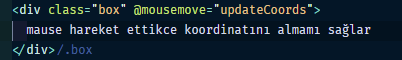 <div class="box" @mousemove="updateCoords">
mause hareket ettikce koordinatını almamı sağlar
</div>/.box